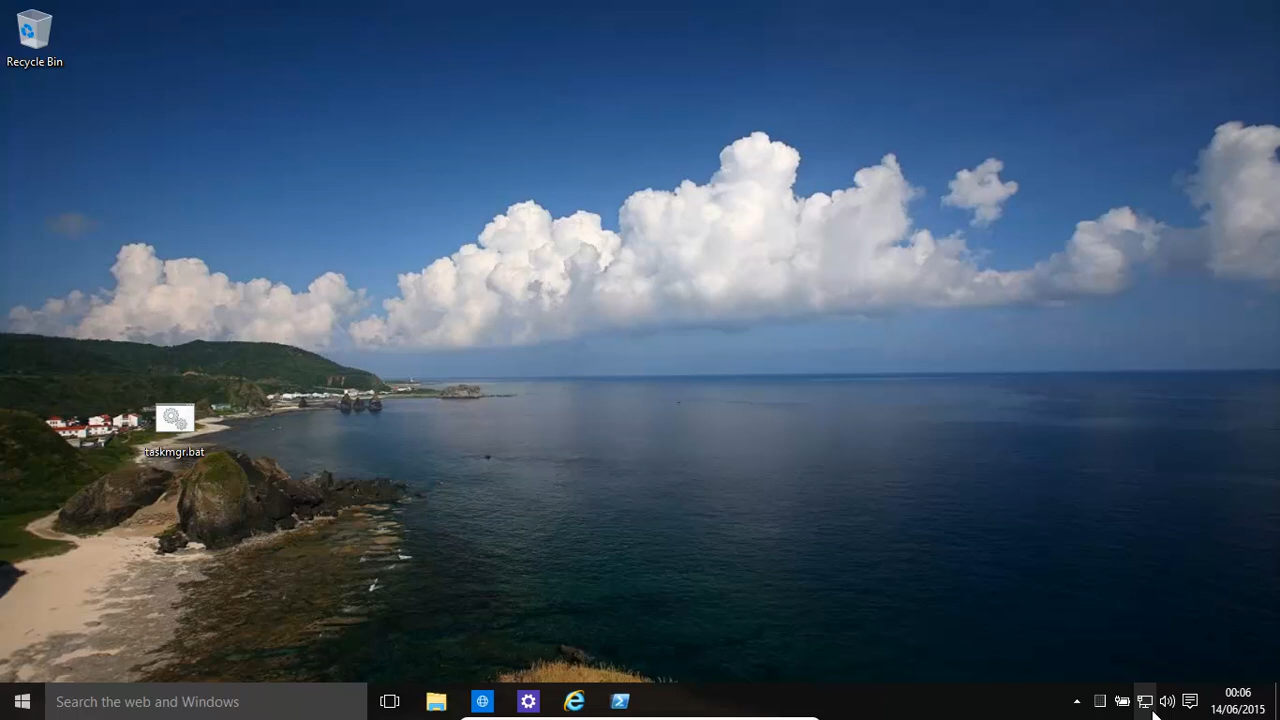 Recycle Bin
taskmgr.bat
Search the web and Windows
00:06
14/06/2015